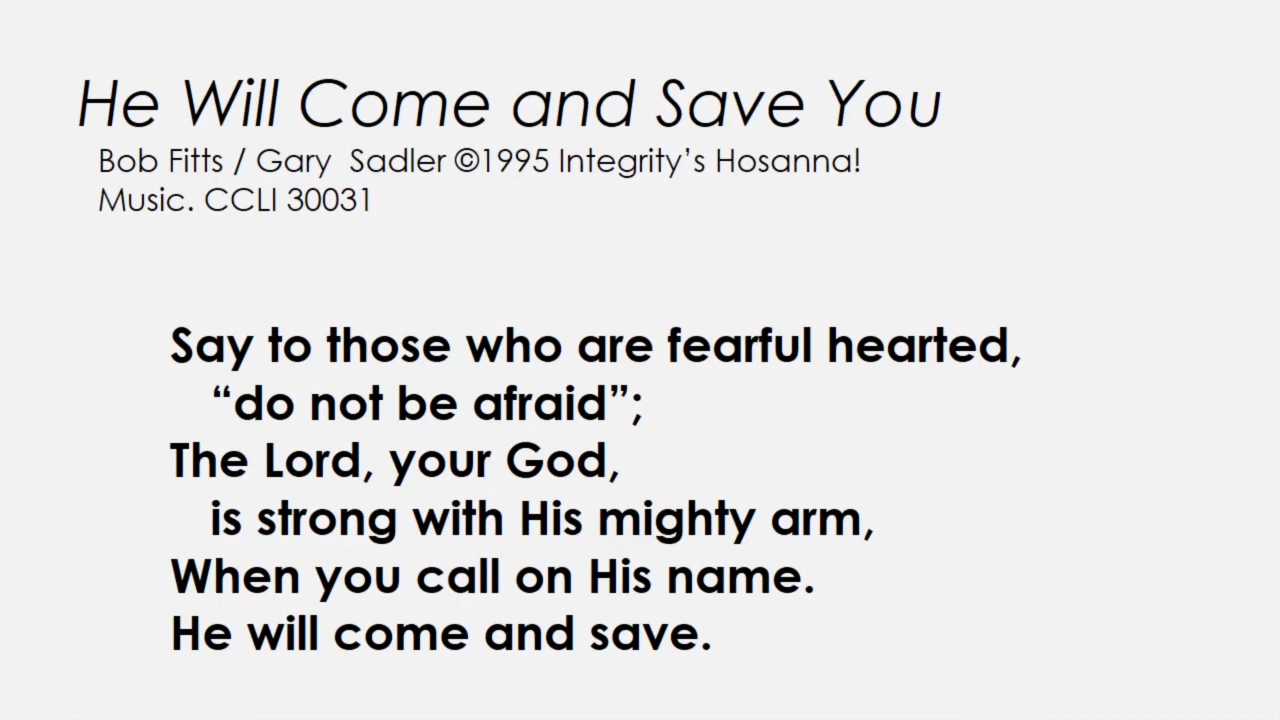 He Will Come and Save You
Bob Fitts / Gary  Sadler ©1995 Integrity’s Hosanna!
Music. CCLI 30031
Say to those who are fearful hearted,
“do not be afraid”;
The Lord, your God,
is strong with His mighty arm,
When you call on His name.
He will come and save.